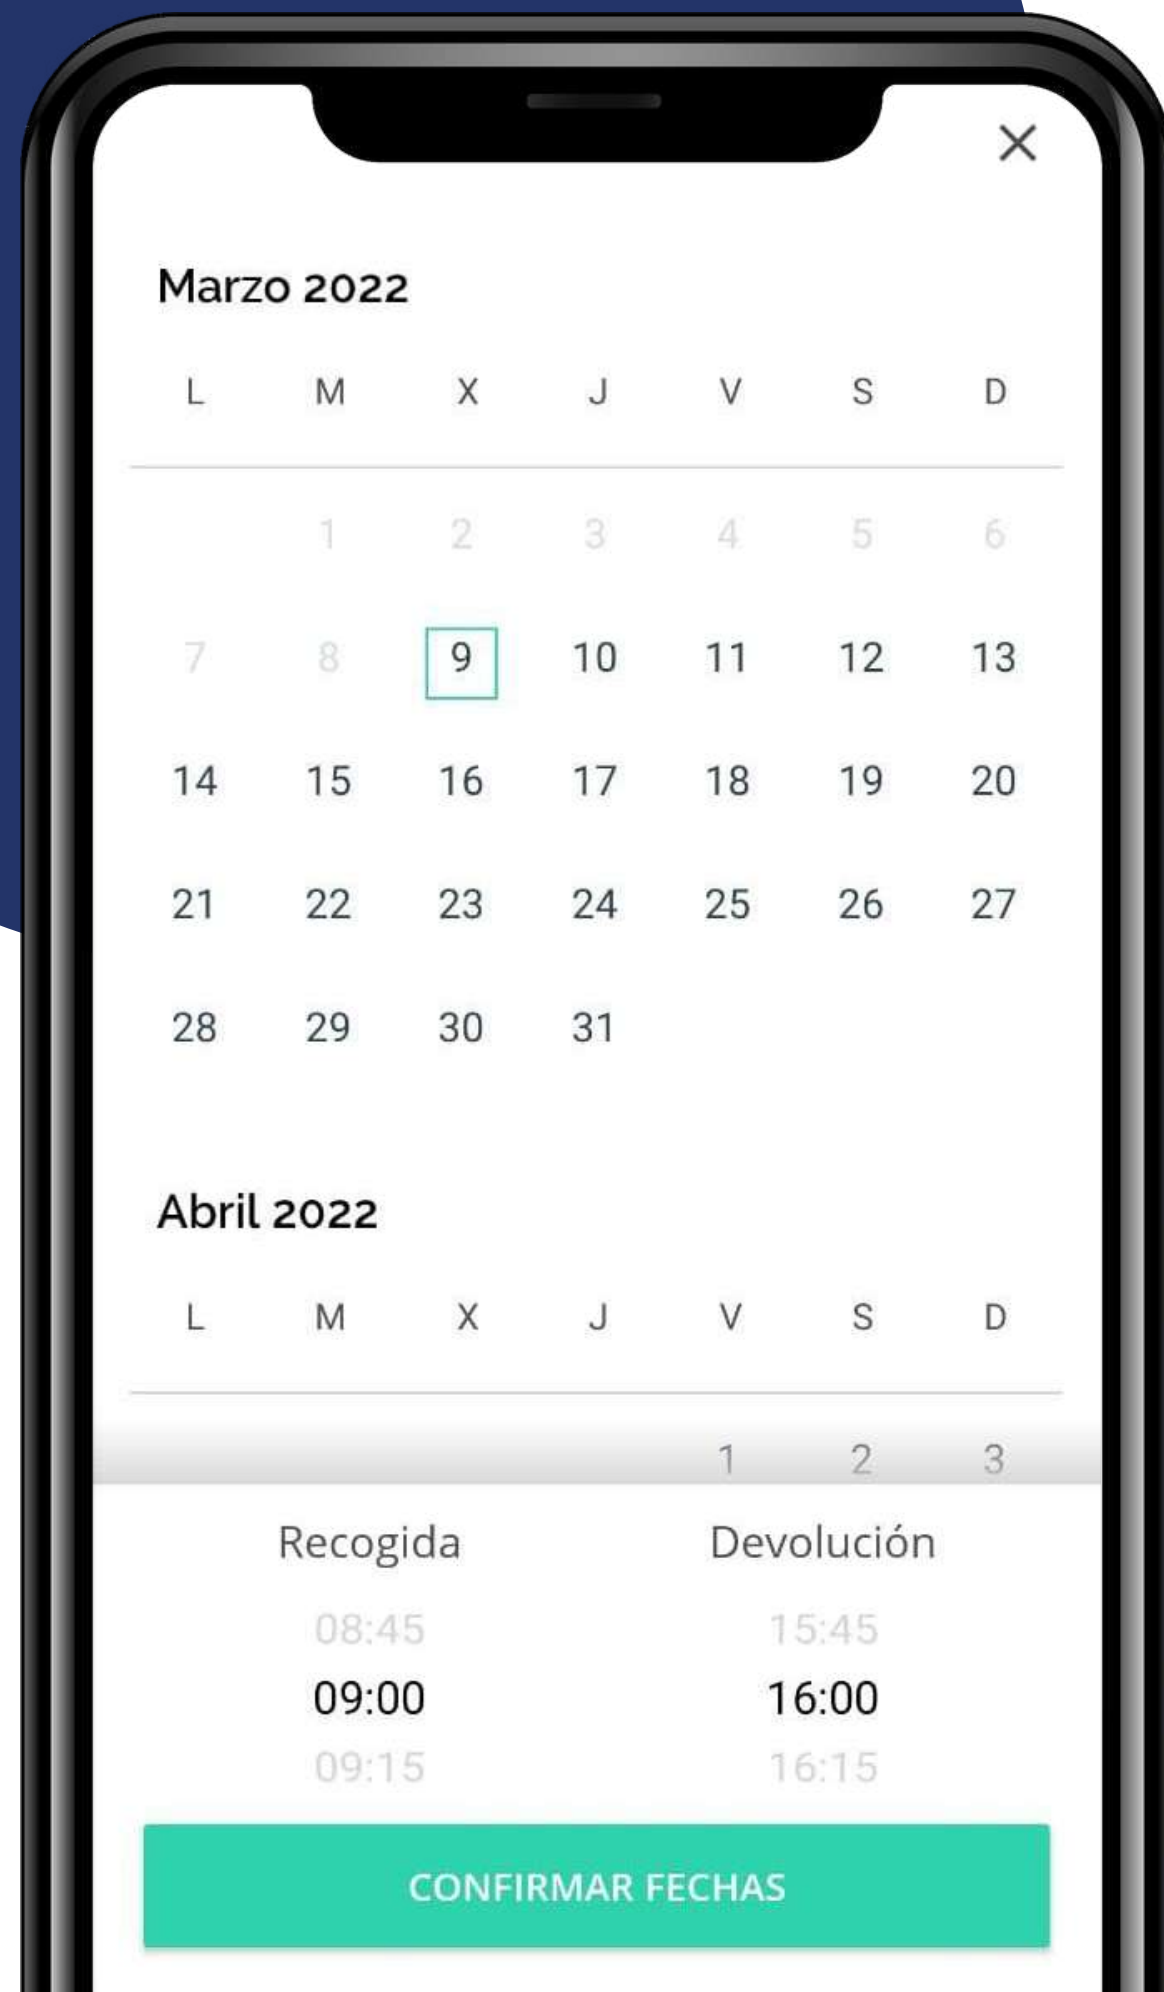 Marzo 2022
L M X J V S D
1 2 3 4 5 6
7 8 9 10 11 12 13
14 15 16 17 18 19 20
21 22 23 24 25 26 27
28 29 30 31
Abril 2022
L M X J V S D
1 2 3
Recogida Devolución
08:45 15:45
09:00 16:00
09:15 16:15
CONFIRMAR FECHAS